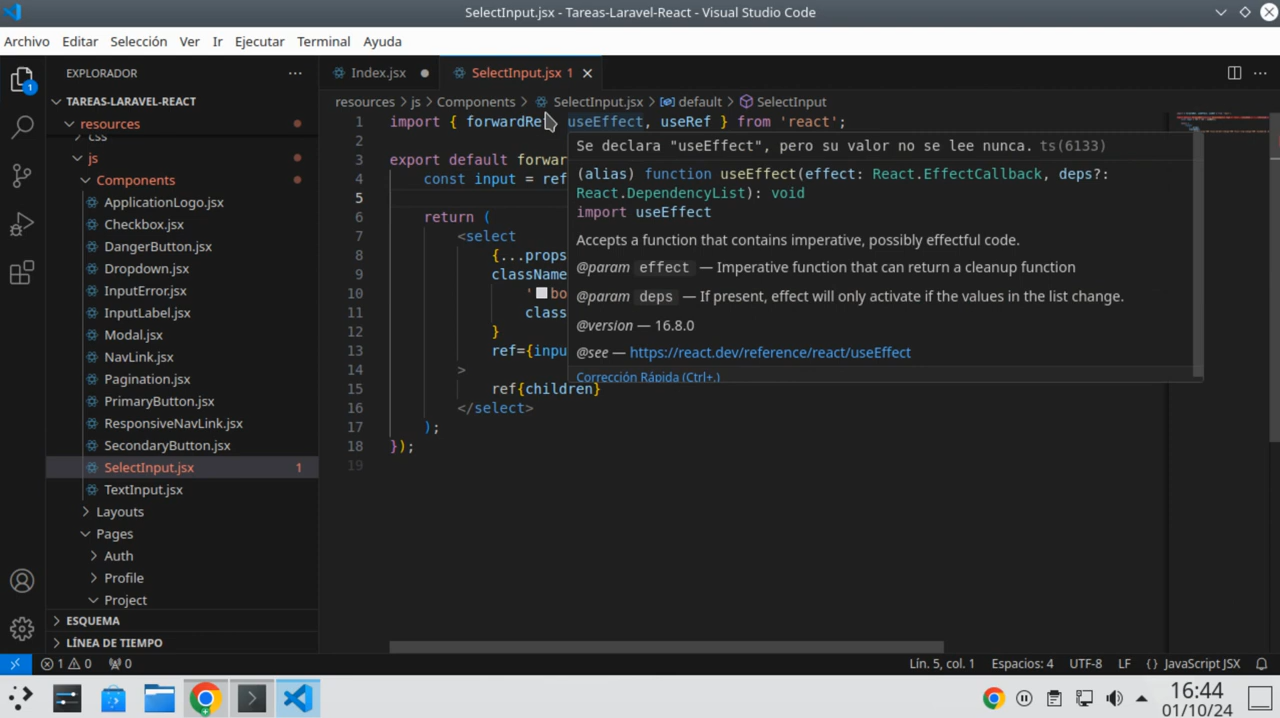 SelectInput.jsx - Tareas-Laravel-React - Visual Studio Code
Archivo Editar Selección Ver Ir Ejecutar Terminal Ayuda
EXPLORADOR
TAREAS-LARAVEL-REACT
resources
css
js
Components
ApplicationLogo.jsx
Checkbox.jsx
DangerButton.jsx
Dropdown.jsx
InputError.jsx
InputLabel.jsx
Modal.jsx
NavLink.jsx
Pagination.jsx
PrimaryButton.jsx
ResponsiveNavLink.jsx
SecondaryButton.jsx
SelectInput.jsx 1
TextInput.jsx
Layouts
Pages
Auth
Profile
Project
ESQUEMA
LÍNEA DE TIEMPO
Index.jsx SelectInput.jsx 1
resources > js > Components > SelectInput.jsx > default > SelectInput
1 import { forwardRe useEffect, useRef } from 'react';
2
3 export default forwar
4 const input = ref
5
6 return (
7 <select
8 {...props
9 className
10 ' bo
11 class
12 }
13 ref={inpu
14 >
15 ref{children}
16 </select>
17 );
18 });
19
Se declara "useEffect", pero su valor no se lee nunca. ts(6133)
(alias) function useEffect(effect: React.EffectCallback, deps?:
React.DependencyList): void
import useEffect
Accepts a function that contains imperative, possibly effectful code.
@param effect — Imperative function that can return a cleanup function
@param deps — If present, effect will only activate if the values in the list change.
@version — 16.8.0
@see — https://react.dev/reference/react/useEffect
Corrección Rápida (Ctrl+.)
1 0 0 Lín. 5, col. 1 Espacios: 4 UTF-8 LF {} JavaScript JSX
16:44
01/10/24